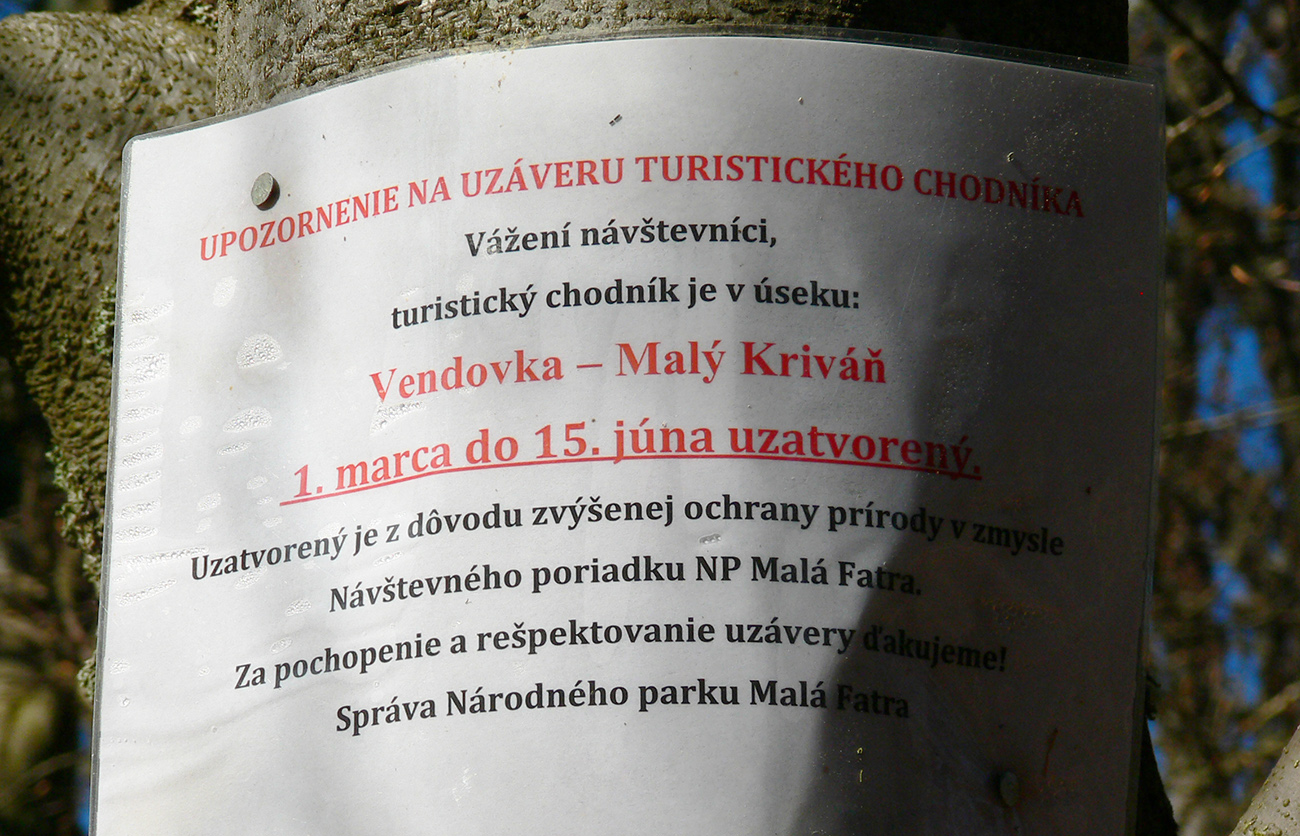 UPOZORNENIE NA UZÁVERU TURISTICKÉHO CHODNÍKA
Vážení návštevníci,
turistický chodník je v úseku:
Vendovka – Malý Kriváň
1. marca do 15. júna uzatvorený.
Uzatvorený je z dôvodu zvýšenej ochrany prírody v zmysle
Návštevného poriadku NP Malá Fatra.
Za pochopenie a rešpektovanie uzávery ďakujeme!
Správa Národného parku Malá Fatra